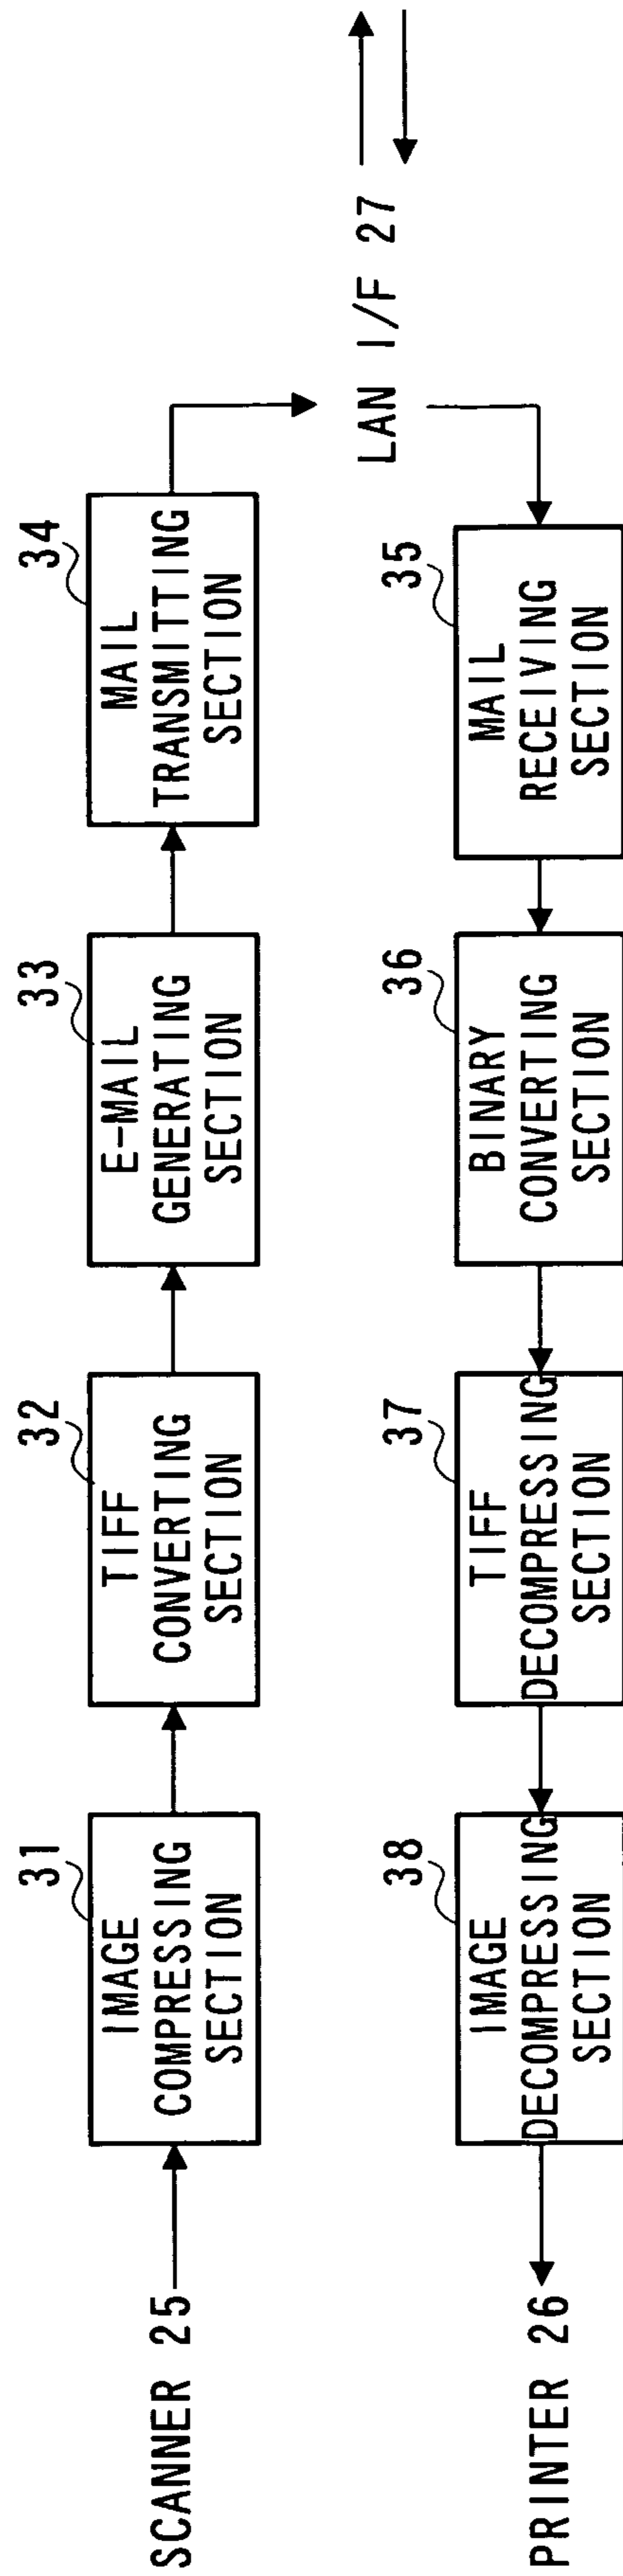 SCANNER 25
31
IMAGE
COMPRESSING
SECTION
32
TIFF
CONVERTING
SECTION
33
E-MAIL
GENERATING
SECTION
34
MAIL
TRANSMITTING
SECTION
LAN I/F 27
35
MAIL
RECEIVING
SECTION
36
BINARY
CONVERTING
SECTION
37
TIFF
DECOMPRESSING
SECTION
38
IMAGE
DECOMPRESSING
SECTION
PRINTER 26